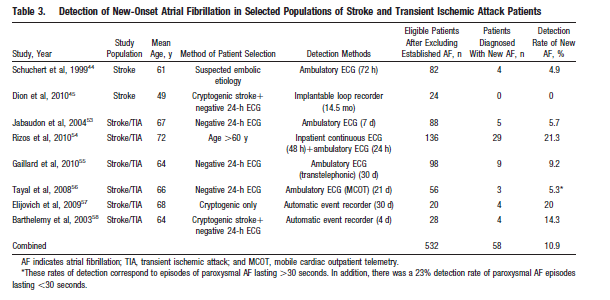 Table 3. Detection of New-Onset Atrial Fibrillation in Selected Populations of Stroke and Transient Ischemic Attack Patients
Study, Year Study Population Mean Age, y Method of Patient Selection Detection Methods Eligible Patients After Excluding Established AF, n Patients Diagnosed With New AF, n Detection Rate of New AF, %
Schuchert et al, 1999⁴⁴ Stroke 61 Suspected embolic etiology Ambulatory ECG (72 h) 82 4 4.9
Dion et al, 2010⁴⁵ Stroke 49 Cryptogenic stroke+ negative 24-h ECG Implantable loop recorder (14.5 mo) 24 0 0
Jabaudon et al, 2004⁵³ Stroke/TIA 67 Negative 24-h ECG Ambulatory ECG (7 d) 88 5 5.7
Rizos et al, 2010⁵⁴ Stroke/TIA 72 Age >60 y Inpatient continuous ECG (48 h)+ambulatory ECG (24 h) 136 29 21.3
Gaillard et al, 2010⁵⁵ Stroke/TIA 64 Negative 24-h ECG Ambulatory ECG (transtelephonic) (30 d) 98 9 9.2
Tayal et al, 2008⁵⁶ Stroke/TIA 66 Negative 24-h ECG Ambulatory ECG (MCOT) (21 d) 56 3 5.3*
Elijovich et al, 2009⁵⁷ Stroke/TIA 68 Cryptogenic only Automatic event recorder (30 d) 20 4 20
Barthelemy et al, 2003⁵⁸ Stroke/TIA 64 Cryptogenic stroke+ negative 24-h ECG Automatic event recorder (4 d) 28 4 14.3
Combined 532 58 10.9
AF indicates atrial fibrillation; TIA, transient ischemic attack; and MCOT, mobile cardiac outpatient telemetry.
*These rates of detection correspond to episodes of paroxysmal AF lasting >30 seconds. In addition, there was a 23% detection rate of paroxysmal AF episodes
lasting <30 seconds.